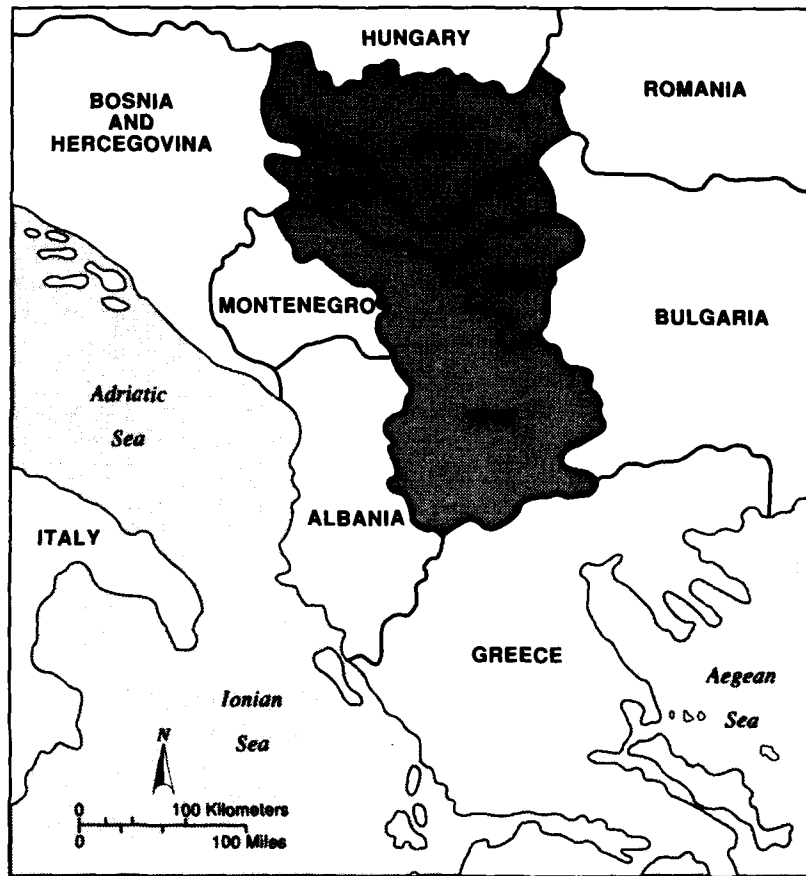 HUNGARY
ROMANIA
BOSNIA
AND
HERCEGOVINA
MONTENEGRO
BULGARIA
Adriatic
Sea
ALBANIA
ITALY
GREECE
Ionian
Sea
Aegean
Sea
N
0 100 Kilometers
0 100 Miles